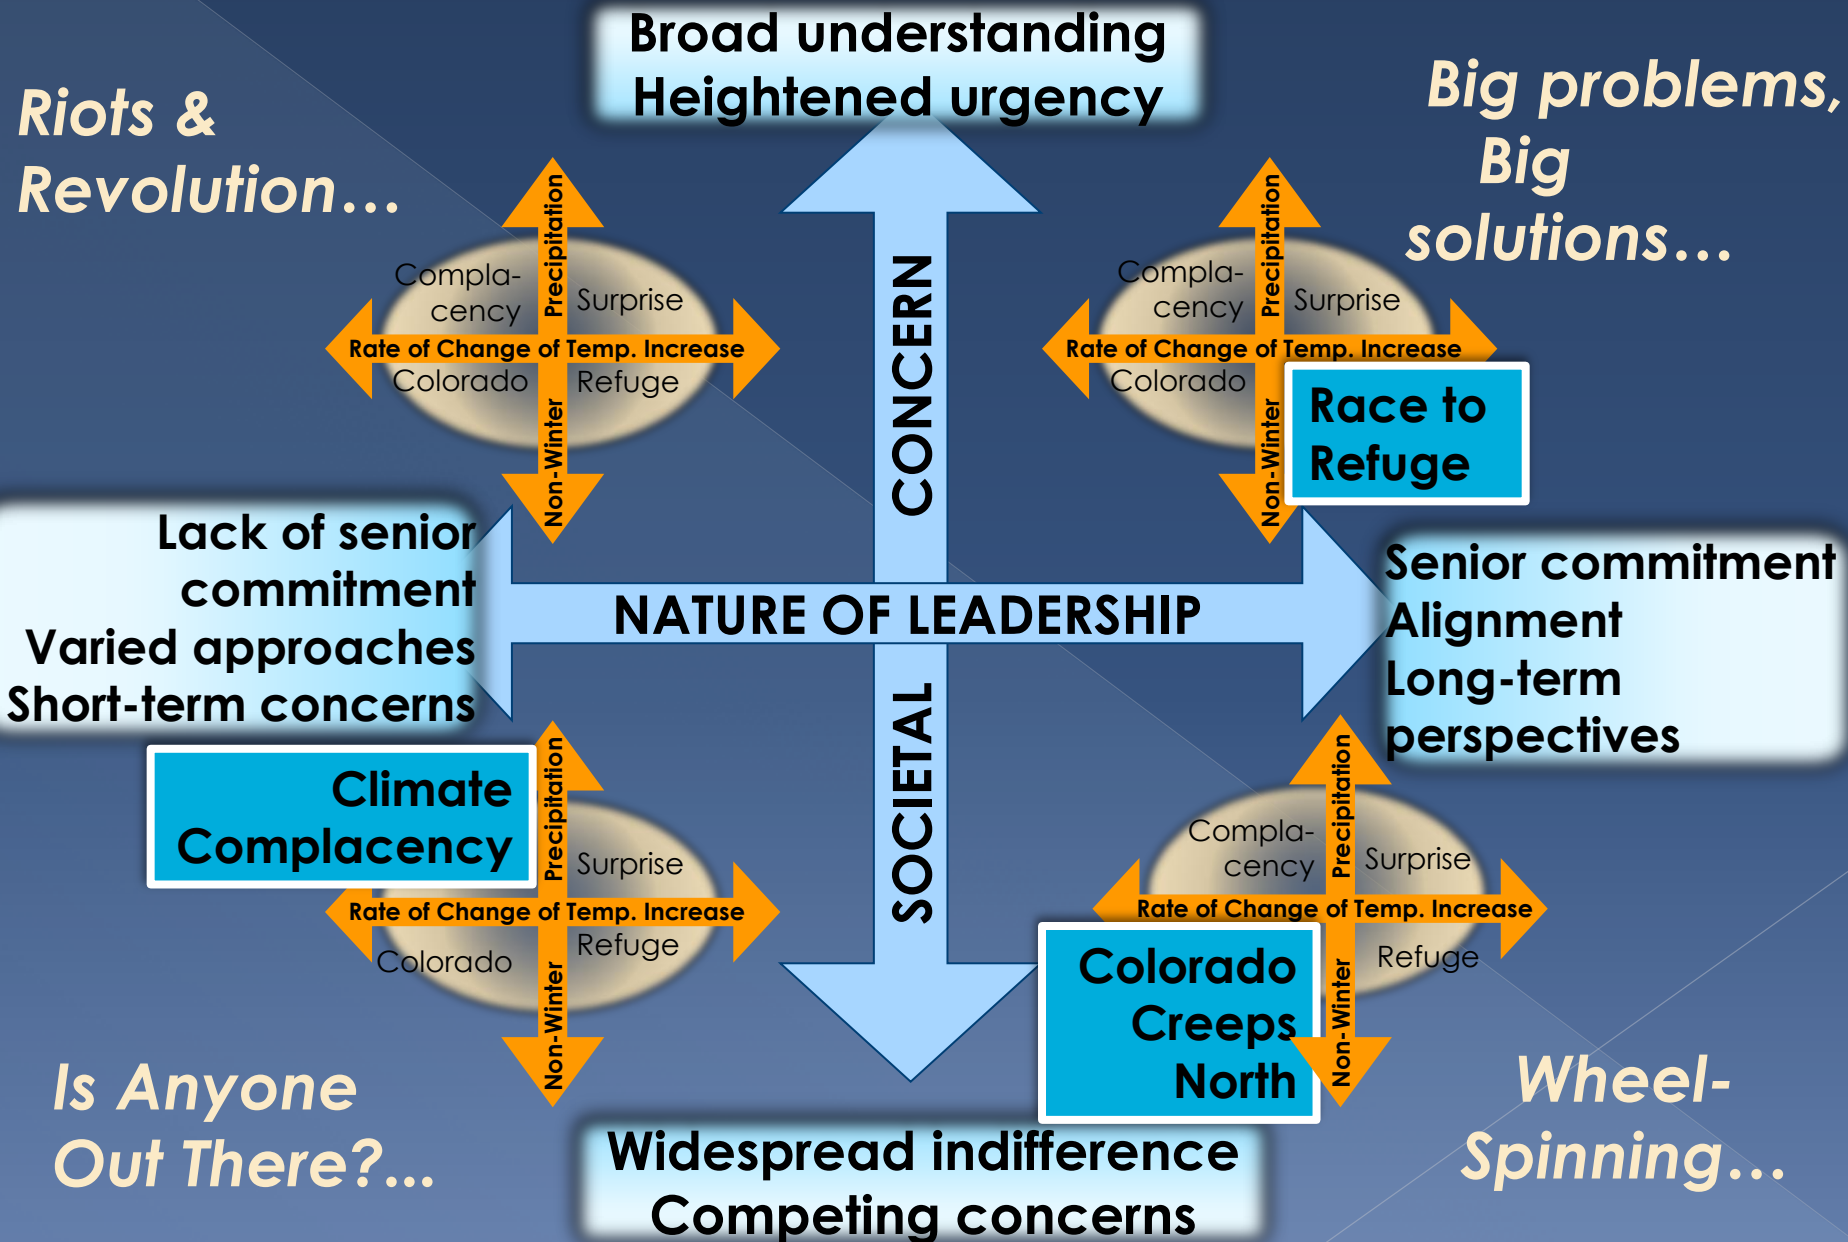 Broad understanding
Heightened urgency
Riots &
Revolution…
Big problems,
Big
solutions…
Precipitation
Compla-
cency
Surprise
Rate of Change of Temp. Increase
Colorado
Refuge
Non-Winter
CONCERN
Precipitation
Compla-
cency
Surprise
Rate of Change of Temp. Increase
Colorado
Race to
Refuge
Non-Winter
Lack of senior
commitment
Varied approaches
Short-term concerns
NATURE OF LEADERSHIP
Senior commitment
Alignment
Long-term
perspectives
Climate
Complacency
Precipitation
Surprise
Rate of Change of Temp. Increase
Colorado
Refuge
Non-Winter
SOCIETAL
Precipitation
Compla-
cency
Surprise
Rate of Change of Temp. Increase
Colorado
Creeps
North
Refuge
Non-Winter
Is Anyone
Out There?...
Wheel-
Spinning…
Widespread indifference
Competing concerns